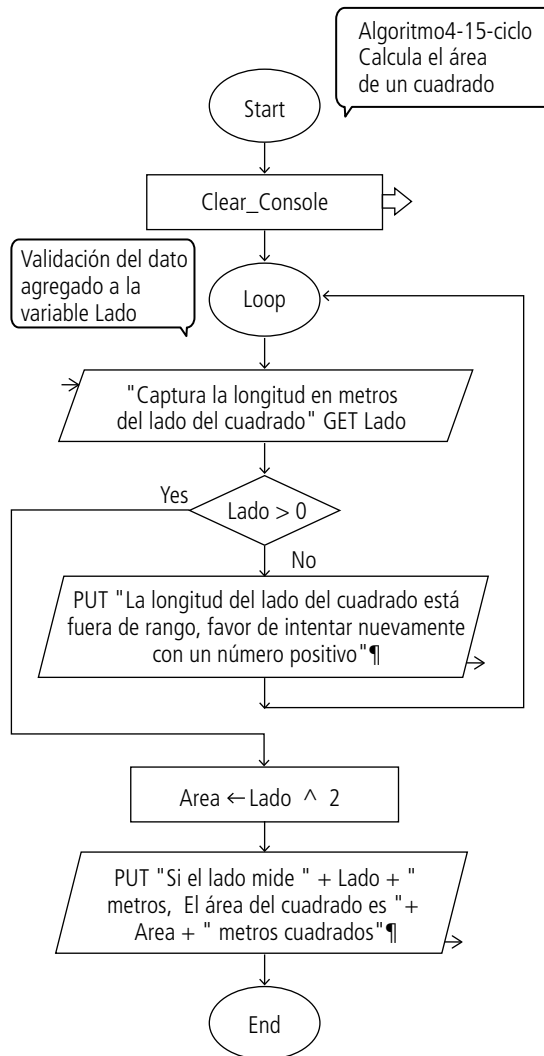 Algoritmo4-15-ciclo
Calcula el área
de un cuadrado
Start
Clear_Console
Validación del dato
agregado a la
variable Lado
Loop
"Captura la longitud en metros
del lado del cuadrado" GET Lado
Yes
Lado > 0
No
PUT "La longitud del lado del cuadrado está
fuera de rango, favor de intentar nuevamente
con un número positivo"¶
Area ← Lado ^ 2
PUT "Si el lado mide " + Lado + "
metros, El área del cuadrado es "+
Area + " metros cuadrados"¶
End